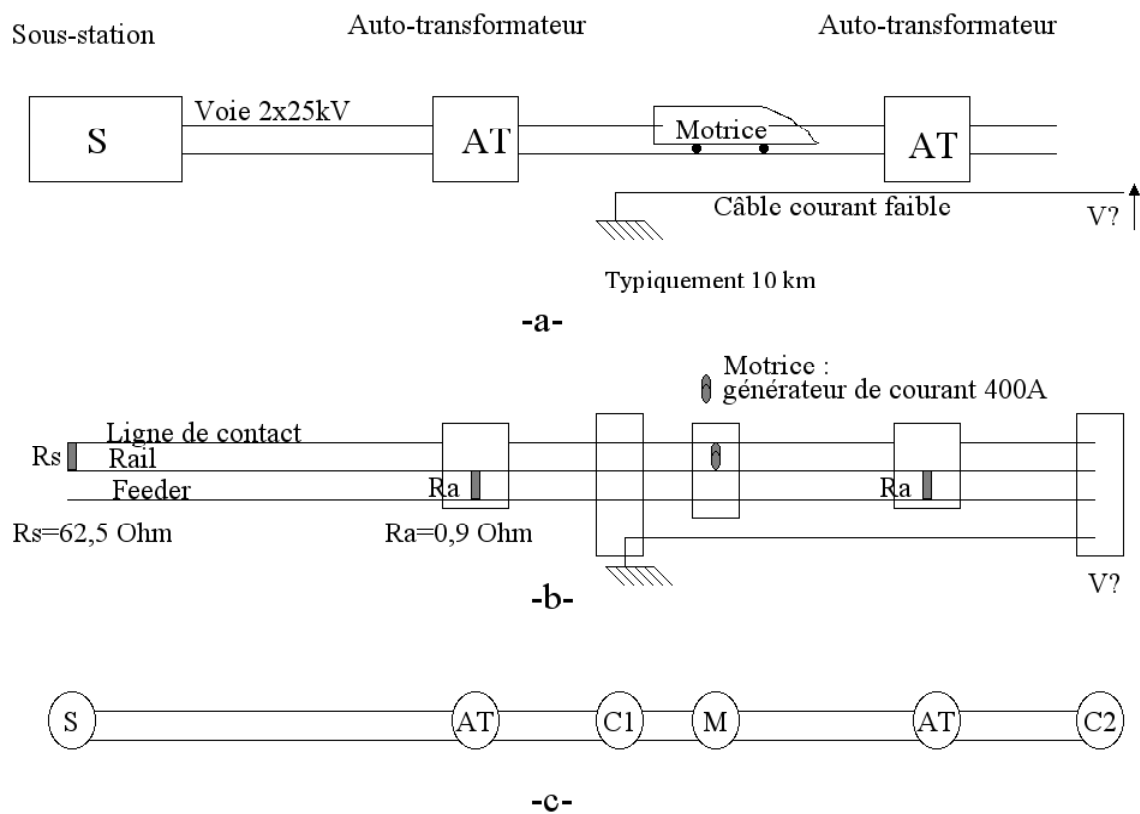 Sous-station
Auto-transformateur
Auto-transformateur
Voie 2x25kV
S
AT
Motrice
AT
Câble courant faible
V?
Typiquement 10 km
-a-
Motrice :
générateur de courant 400A
Ligne de contact
Rs
Rail
Ra
Ra
Feeder
Rs=62,5 Ohm
Ra=0,9 Ohm
V?
-b-
S
AT
C1
M
AT
C2
-c-